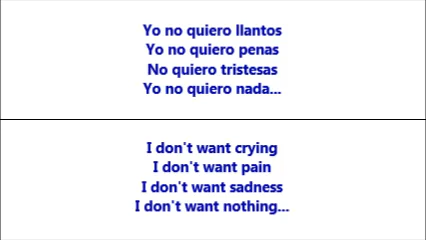 Yo no quiero llantos
Yo no quiero penas
No quiero tristesas
Yo no quiero nada...
I don't want crying
I don't want pain
I don't want sadness
I don't want nothing...